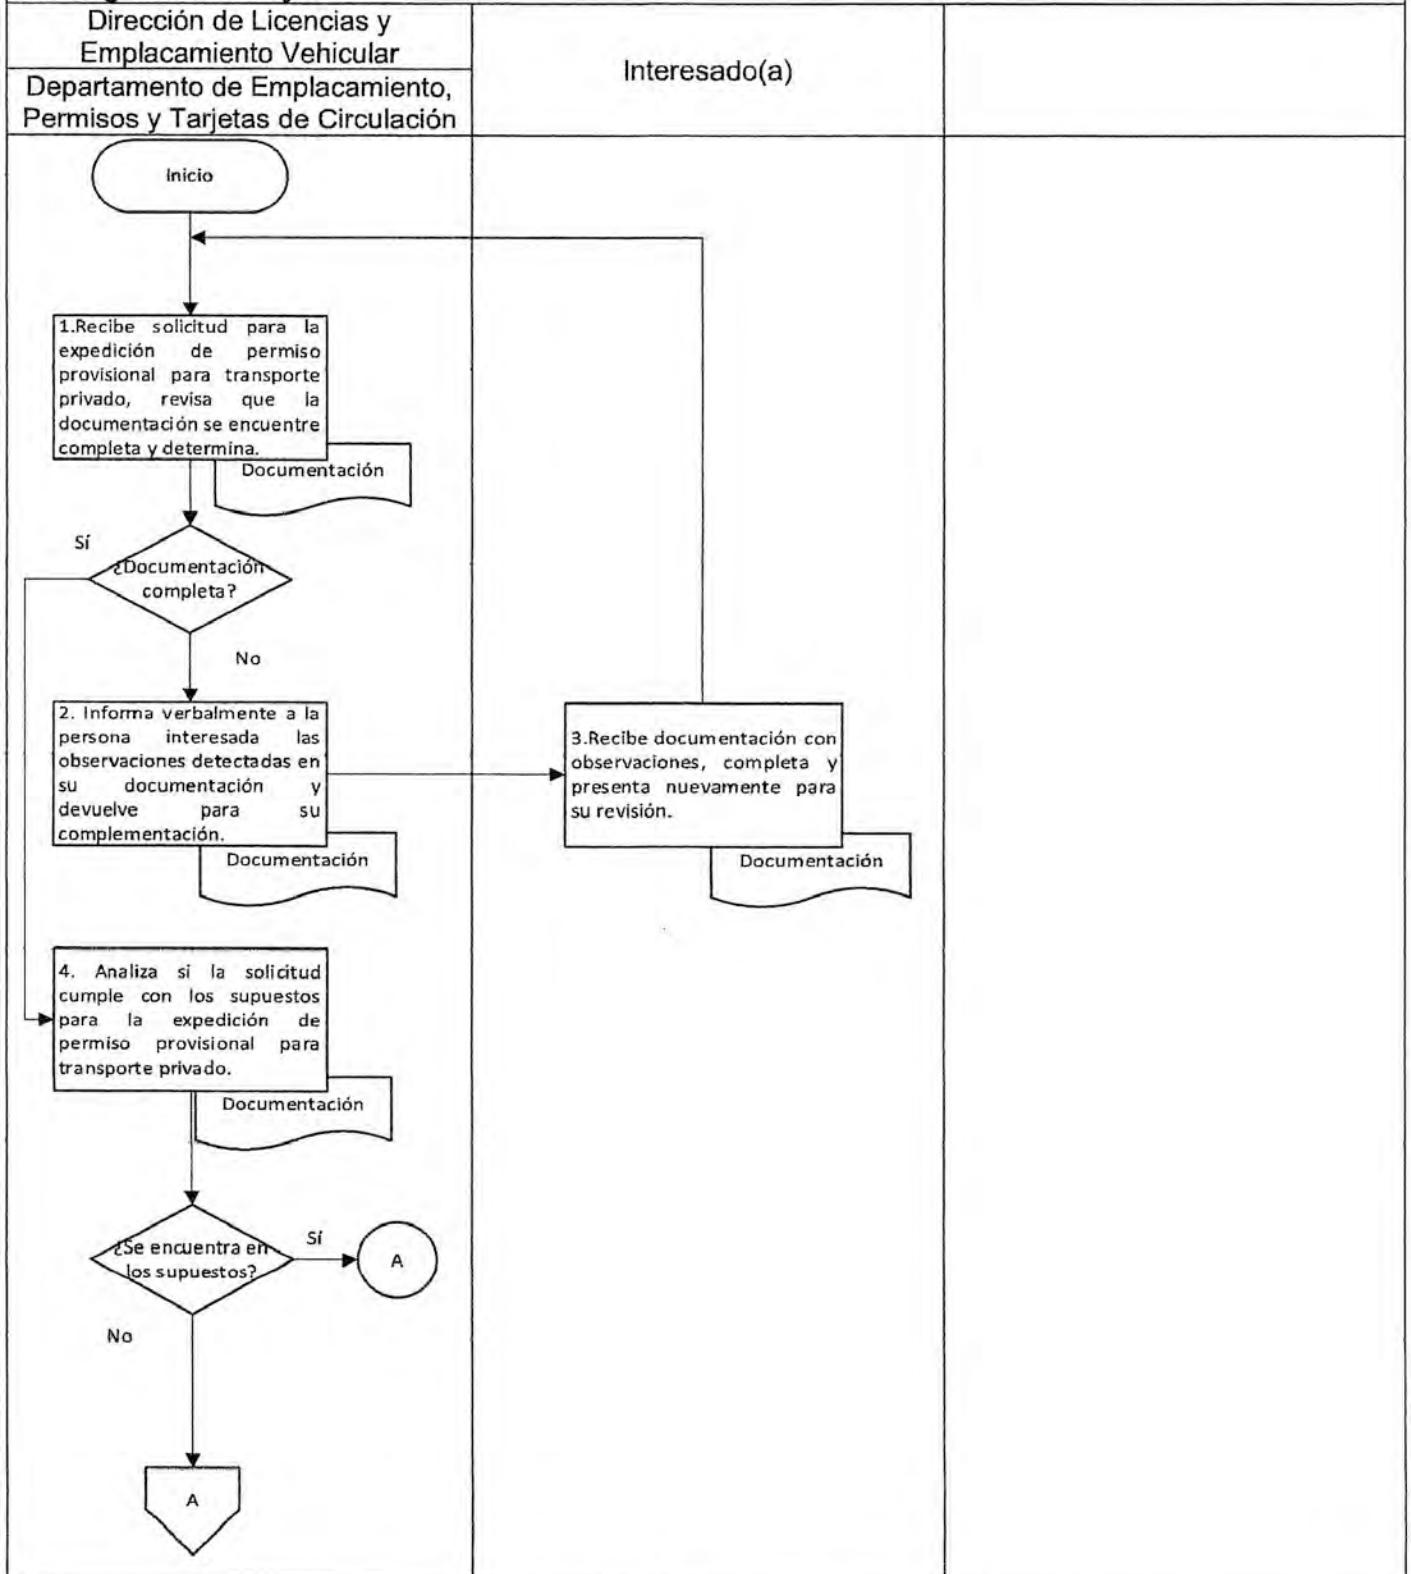 Dirección de Licencias y
Emplacamiento Vehicular
Departamento de Emplacamiento,
Permisos y Tarjetas de Circulación
Interesado(a)
Inicio
1.Recibe solicitud para la
expedición de permiso
provisional para transporte
privado, revisa que la
documentación se encuentre
completa y determina.
Documentación
Sí
¿Documentación
completa?
No
2. Informa verbalmente a la
persona interesada las
observaciones detectadas en
su documentación y
devuelve para su
complementación.
Documentación
3.Recibe documentación con
observaciones, completa y
presenta nuevamente para
su revisión.
Documentación
4. Analiza si la solicitud
cumple con los supuestos
para la expedición de
permiso provisional para
transporte privado.
Documentación
¿Se encuentra en
los supuestos?
Sí
A
No
A